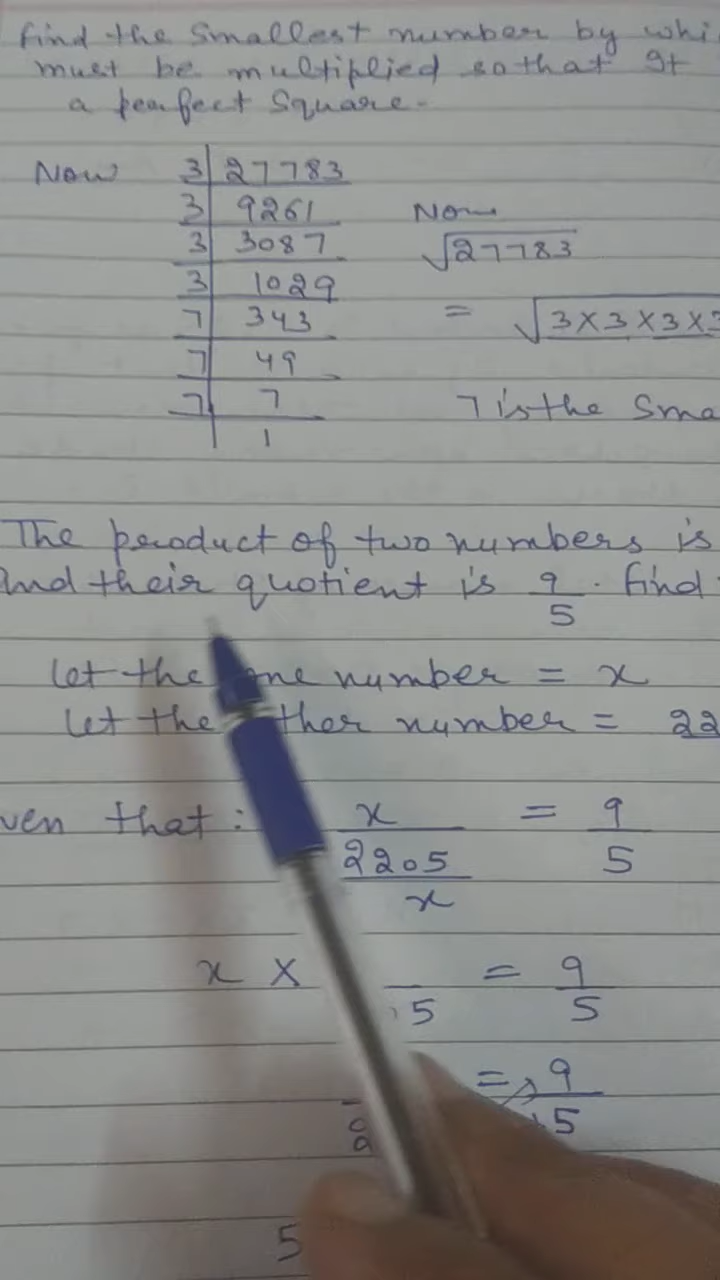 find the smallest number by whi
must be multiplied so that It
a perfect square.
Now
3 27783
3 9261
3 3087
3 1029
7 343
7 49
7 7
1
Now
√27783
= √3×3×3×3
7 is the Sma
The product of two numbers is
and their quotient is 9/5. find
let the one number = x
let the other number = 22
ven that:
x / 2205/x = 9/5
x × .5 = 9/5
= 9/5
5